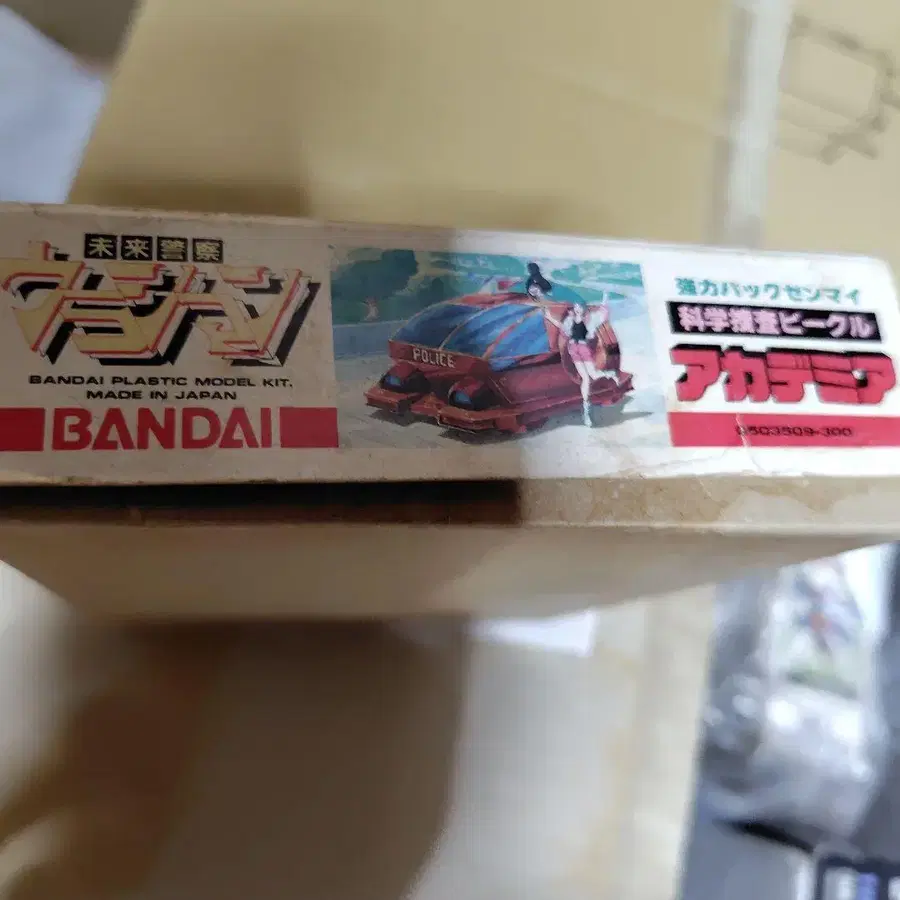 未来警察
ウラシマン
BANDAI PLASTIC MODEL KIT.
MADE IN JAPAN
BANDAI
POLICE
強力バックゼンマイ
科学捜査ビークル
アカデミア
0503509-300